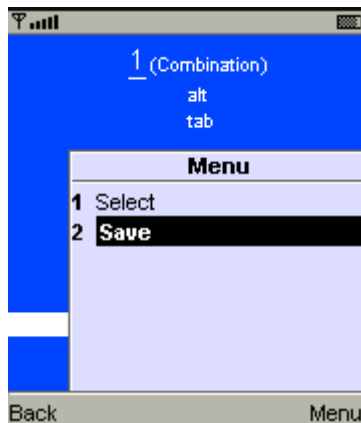 1 (Combination)
alt
tab
Menu
1 Select
2 Save
Back Menu